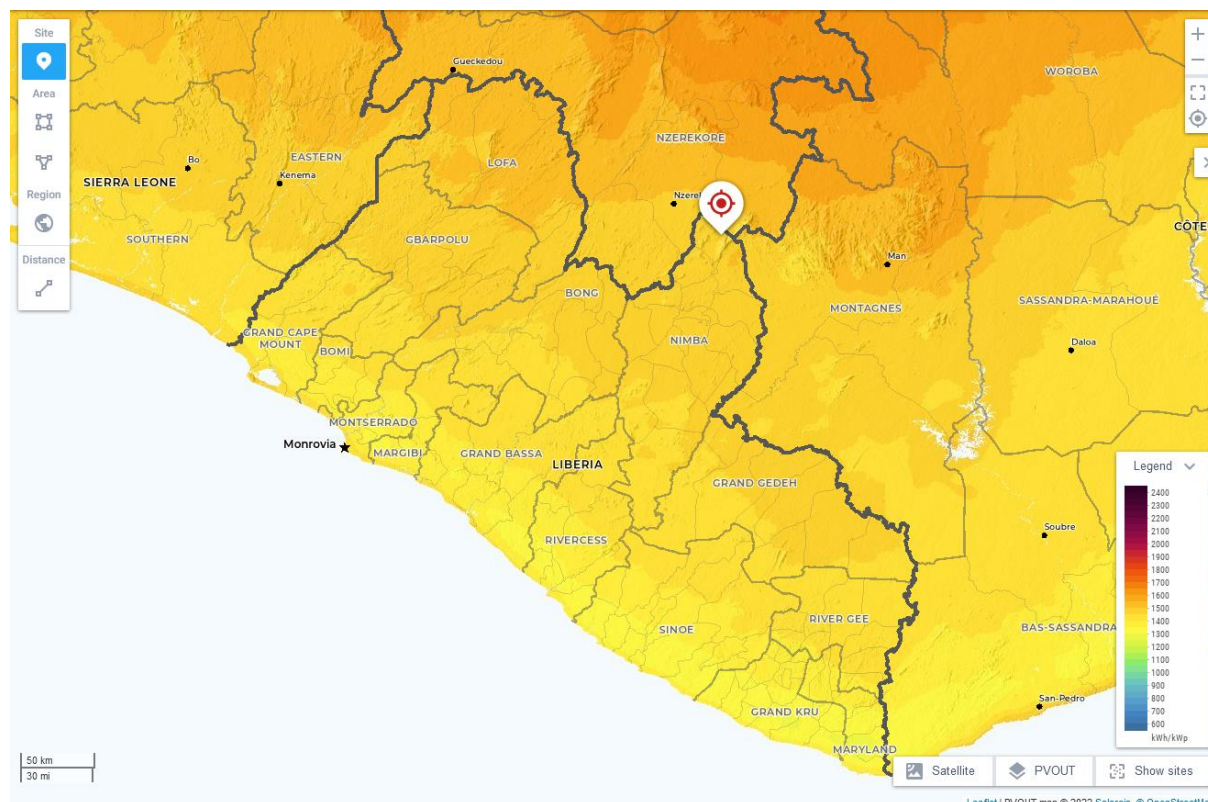 Site
Area
Region
Distance
Gueckedou
WOROBA
NZEREKORE
EASTERN
LOFA
Bo
Kenema
SIERRA LEONE
SOUTHERN
GBARPOLU
CÔTE
Man
BONG
MONTAGNES
SASSANDRA-MARAHOUÉ
GRAND CAPE
MOUNT
BOMI
NIMBA
Daloa
MONTSERRADO
Monrovia
MARGIBI
GRAND BASSA
LIBERIA
GRAND GEDEH
Legend
2400
2300
2200
2100
2000
1900
1800
1700
1600
1500
1400
1300
1200
1100
1000
900
800
700
600
kWh/kWp
Soubre
RIVERCESS
SINOE
RIVER GEE
BAS-SASSANDRA
San-Pedro
GRAND KRU
MARYLAND
50 km
30 mi
Satellite
PVOUT
Show sites